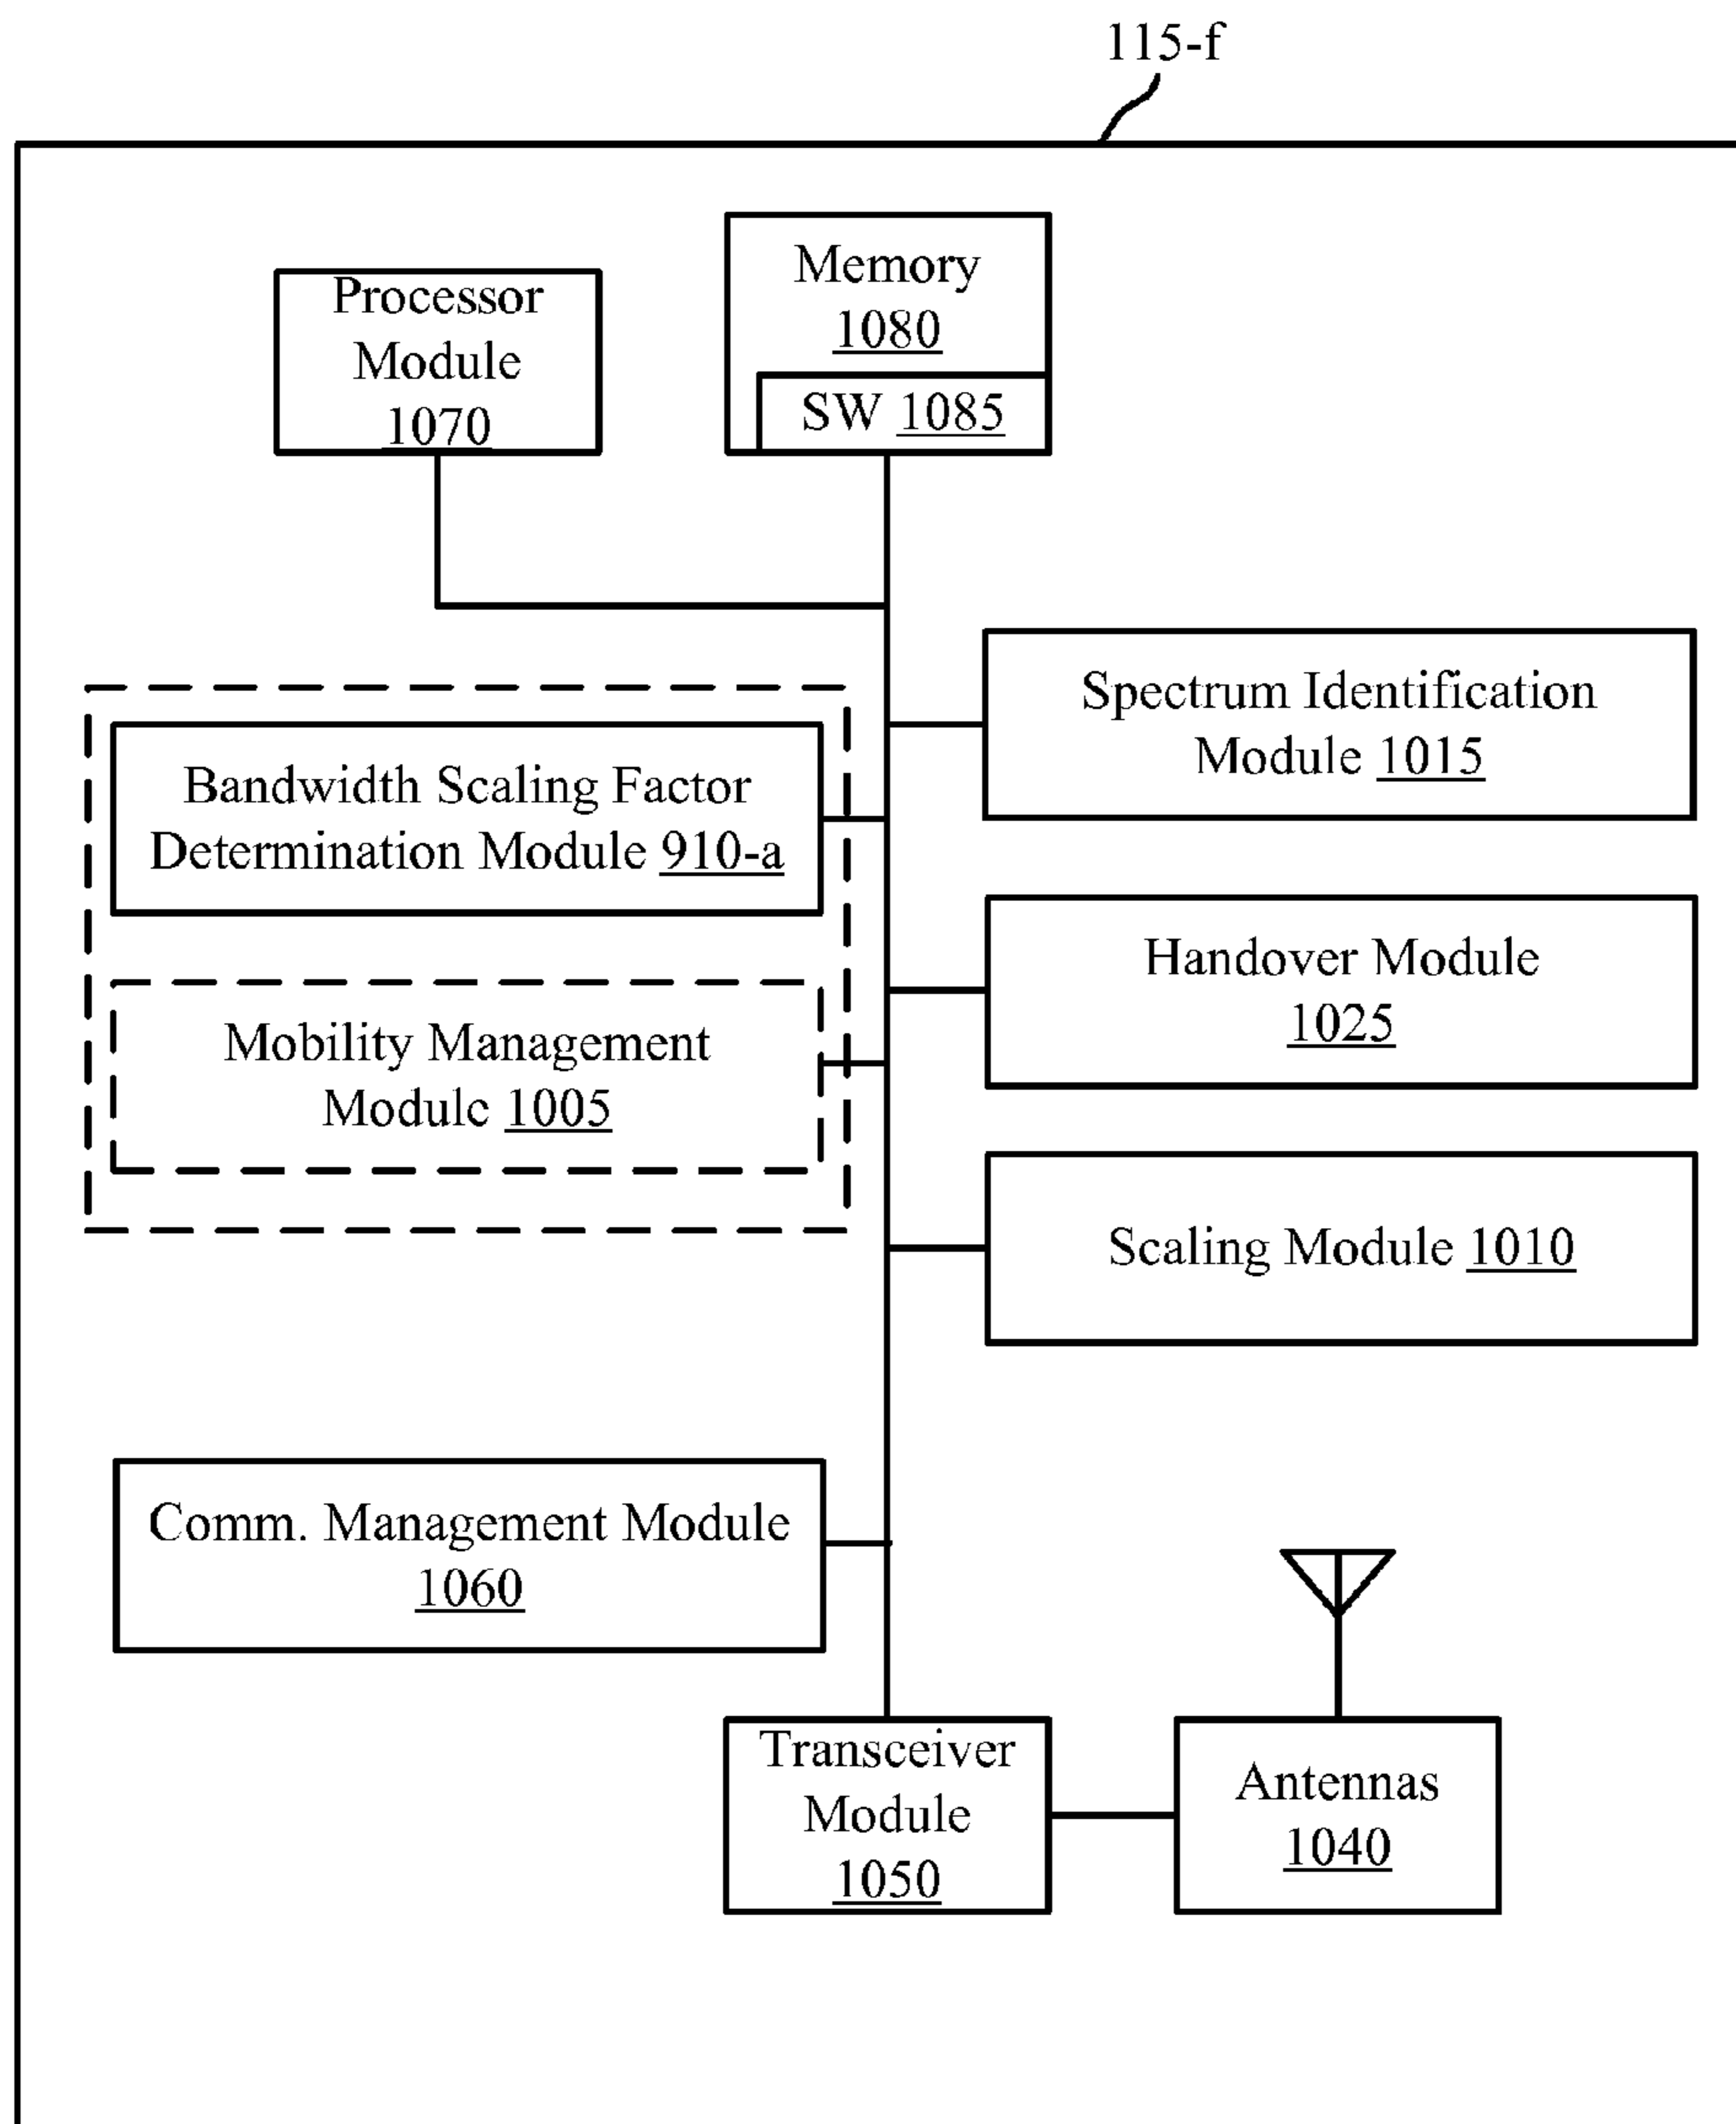 115-f
Processor
Module
1070
Memory
1080
SW 1085
Spectrum Identification
Module 1015
Bandwidth Scaling Factor
Determination Module 910-a
Handover Module
1025
Mobility Management
Module 1005
Scaling Module 1010
Comm. Management Module
1060
Transceiver
Module
1050
Antennas
1040